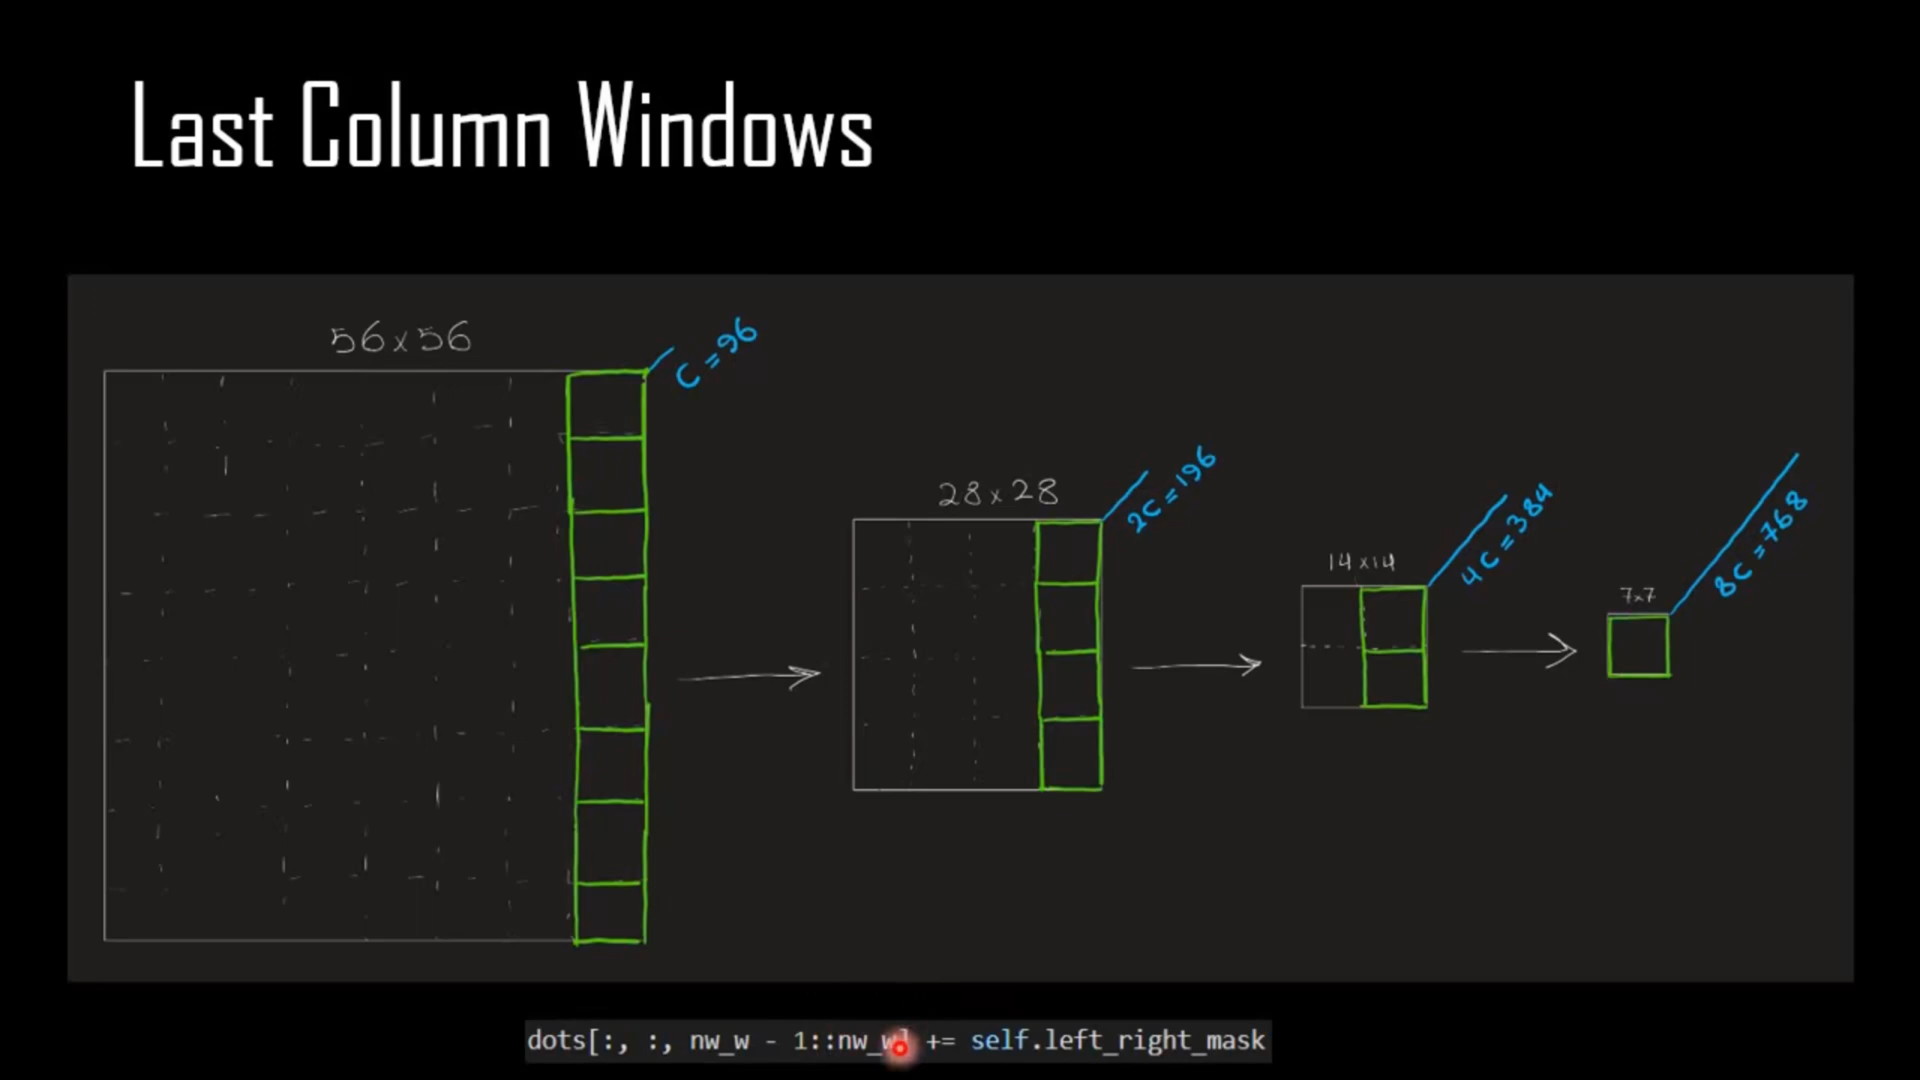 Last Column Windows
56x56
C = 96
28x28
2C = 196
14x14
4C = 384
7x7
8C = 768
dots[:, :, nw_w - 1::nw_w] += self.left_right_mask